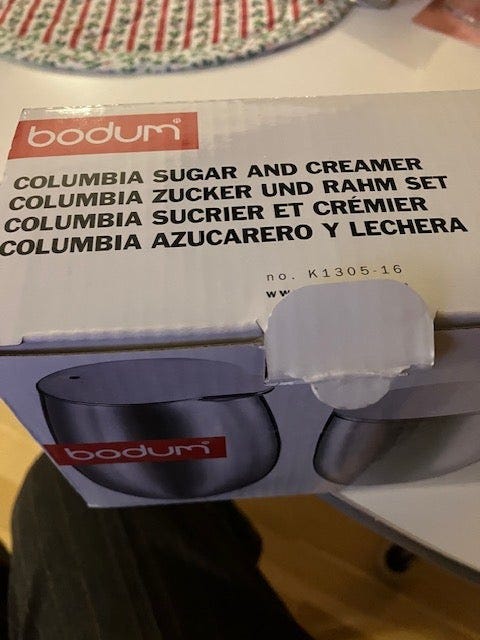 bodum®
COLUMBIA SUGAR AND CREAMER
COLUMBIA ZUCKER UND RAHM SET
COLUMBIA SUCRIER ET CRÉMIER
COLUMBIA AZUCARERO Y LECHERA
no. K1305-16
bodum®